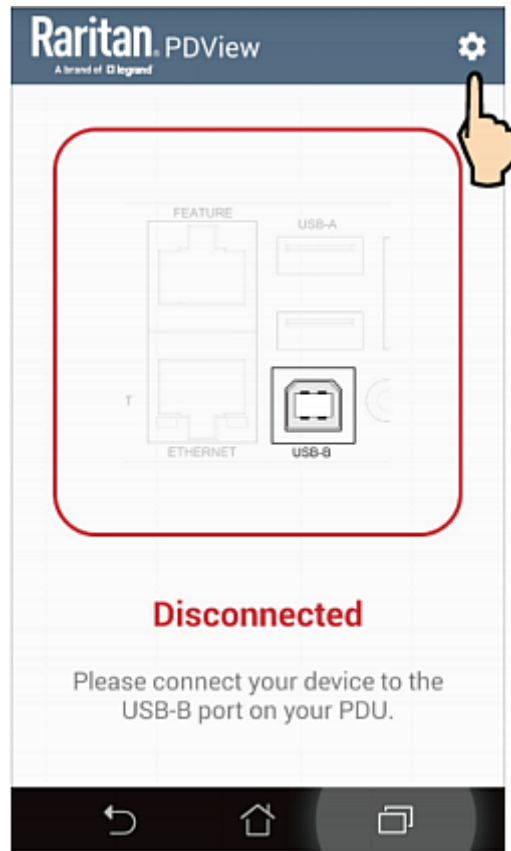 Raritan. PDView
A brand of legrand
FEATURE
USB-A
T
ETHERNET
USB-B
Disconnected
Please connect your device to the
USB-B port on your PDU.